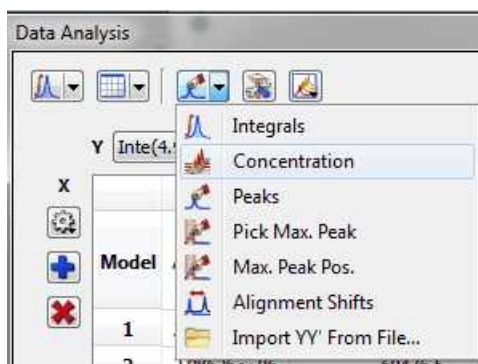 Data Analysis
Integrals
Y Inte(4.
Concentration
X
Peaks
Pick Max. Peak
Model
Max. Peak Pos.
Alignment Shifts
1
Import YY' From File...